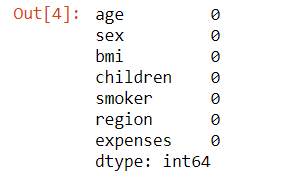 Out[4]: age 0
sex 0
bmi 0
children 0
smoker 0
region 0
expenses 0
dtype: int64